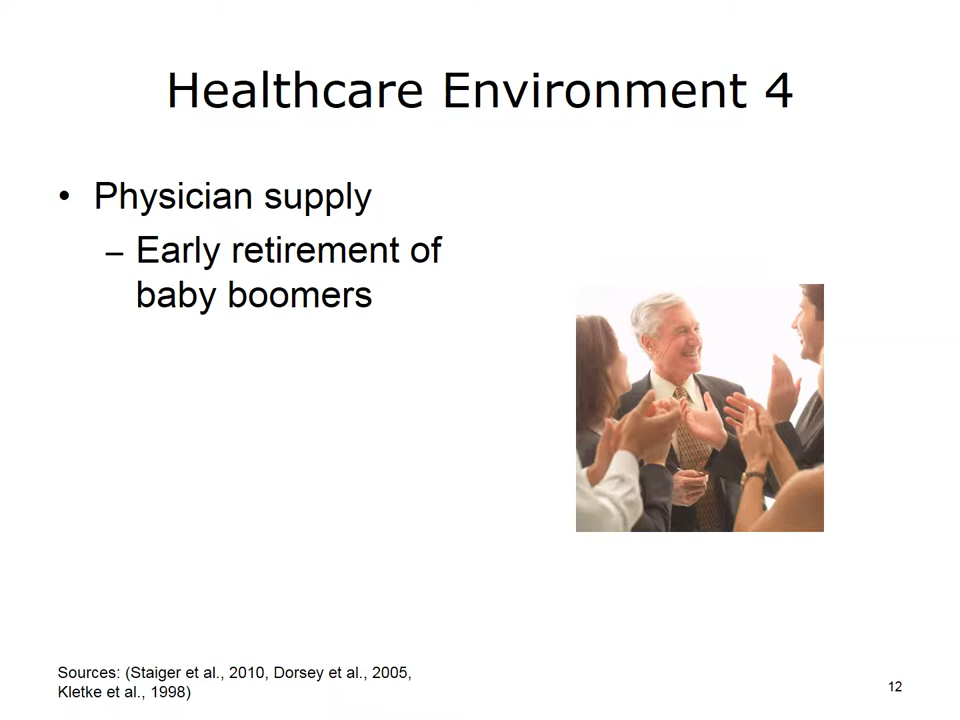 Healthcare Environment 4
• Physician supply
– Early retirement of
baby boomers
Sources: (Staiger et al., 2010, Dorsey et al., 2005,
Kletke et al., 1998)
12